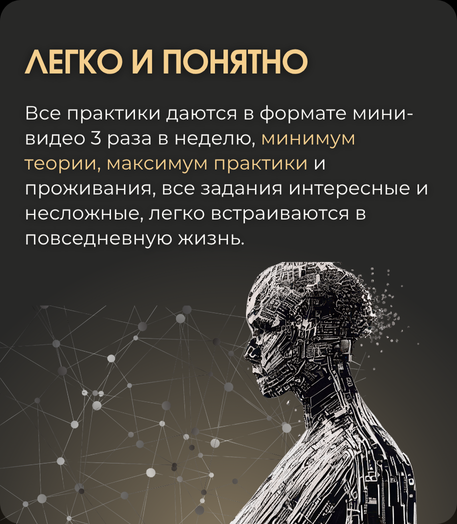 ЛЕГКО И ПОНЯТНО
Все практики даются в формате мини-
видео 3 раза в неделю, минимум
теории, максимум практики и
проживания, все задания интересные и
несложные, легко встраиваются в
повседневную жизнь.